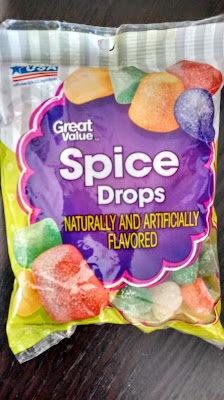 USA
Great
Value
Spice
Drops
NATURALLY AND ARTIFICIALLY
FLAVORED